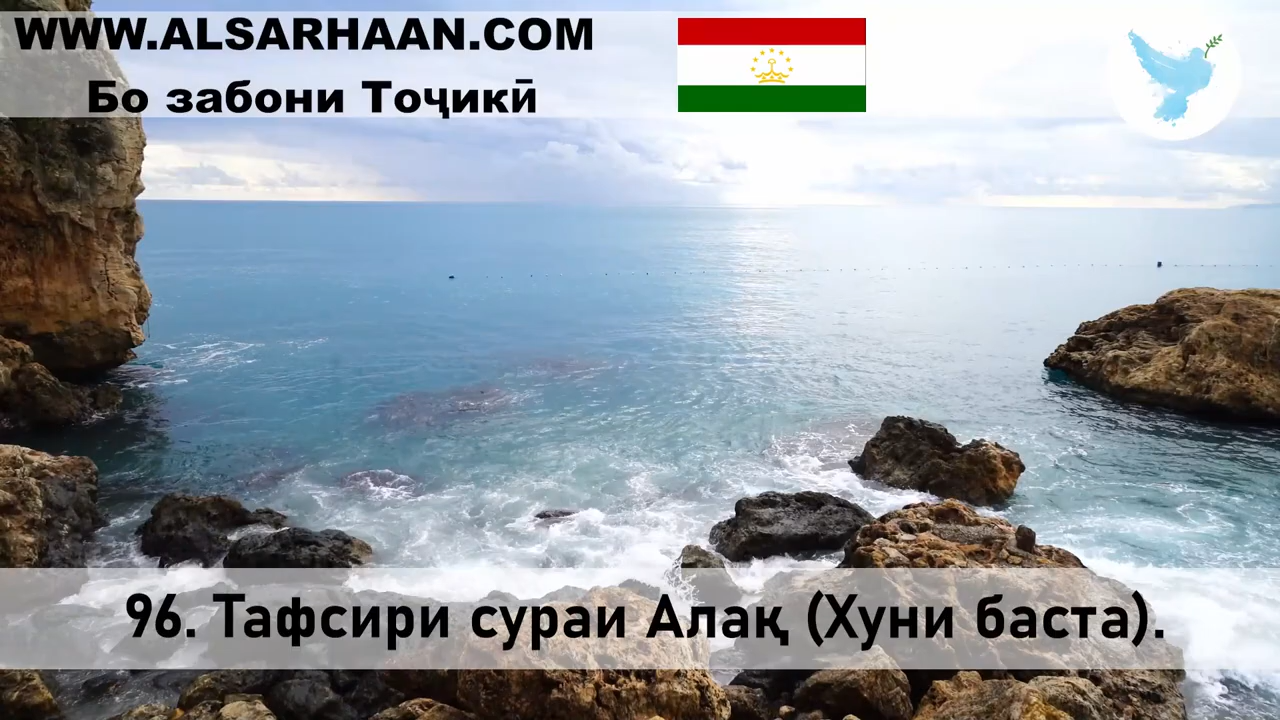 WWW.ALSARHAAN.COM
Бо забони Тоҷикӣ
96. Тафсири сураи Алақ (Хуни баста).